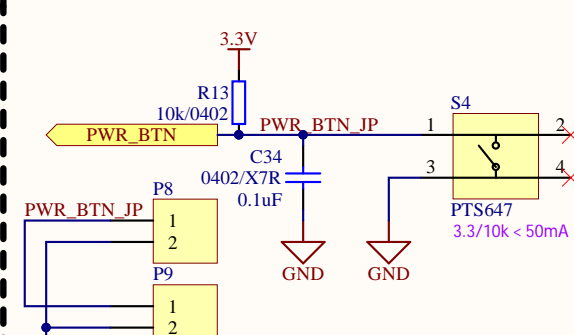 3.3V
R13
10k/0402
PWR_BTN
PWR_BTN_JP
C34
0402/X7R
0.1uF
GND
S4
1
2
3
4
PTS647
3.3/10k < 50mA
GND
P8
PWR_BTN_JP
1
2
P9
1
2